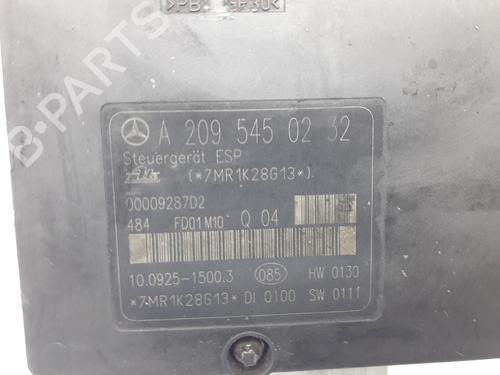 >PBT GF30<
A 209 545 02 32
Steuergerät ESP
Ate (*7MR1K28G13*)
00009287D2
484 FD01M10 Q 04
10.0925-1500.3 085 HW 0130
*7MR1K28G13* DI 0100 SW 0111
B-PARTS